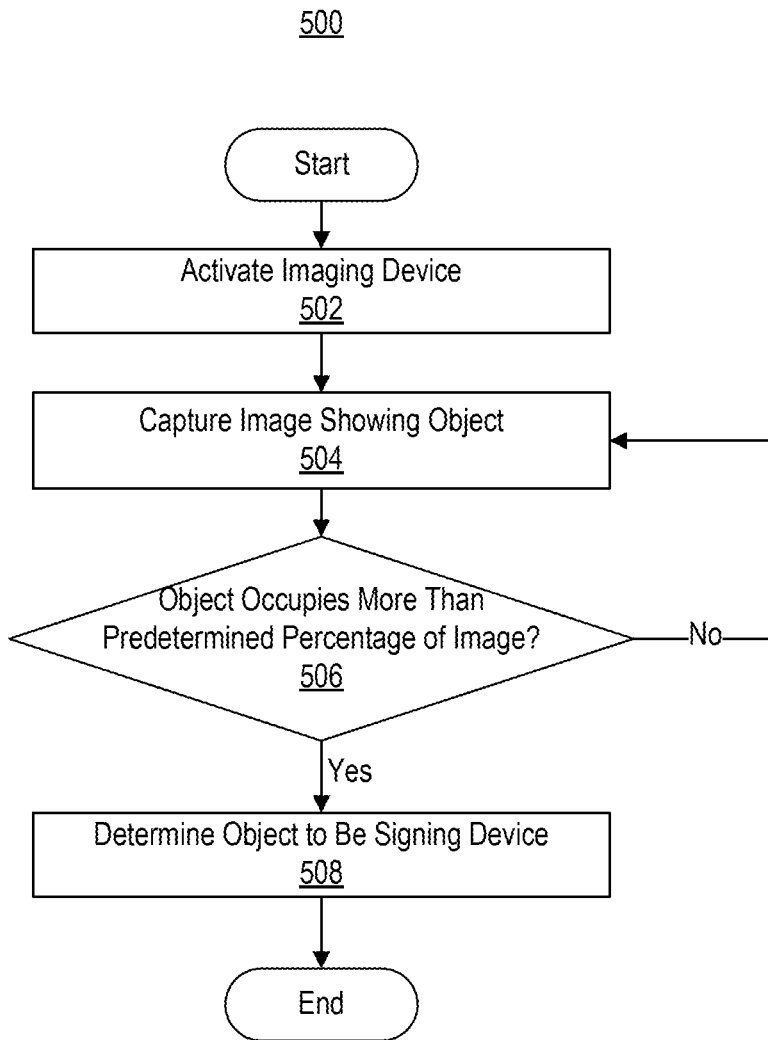 500
Start
Activate Imaging Device
502
Capture Image Showing Object
504
Object Occupies More Than
Predetermined Percentage of Image?
506
No
Yes
Determine Object to Be Signing Device
508
End